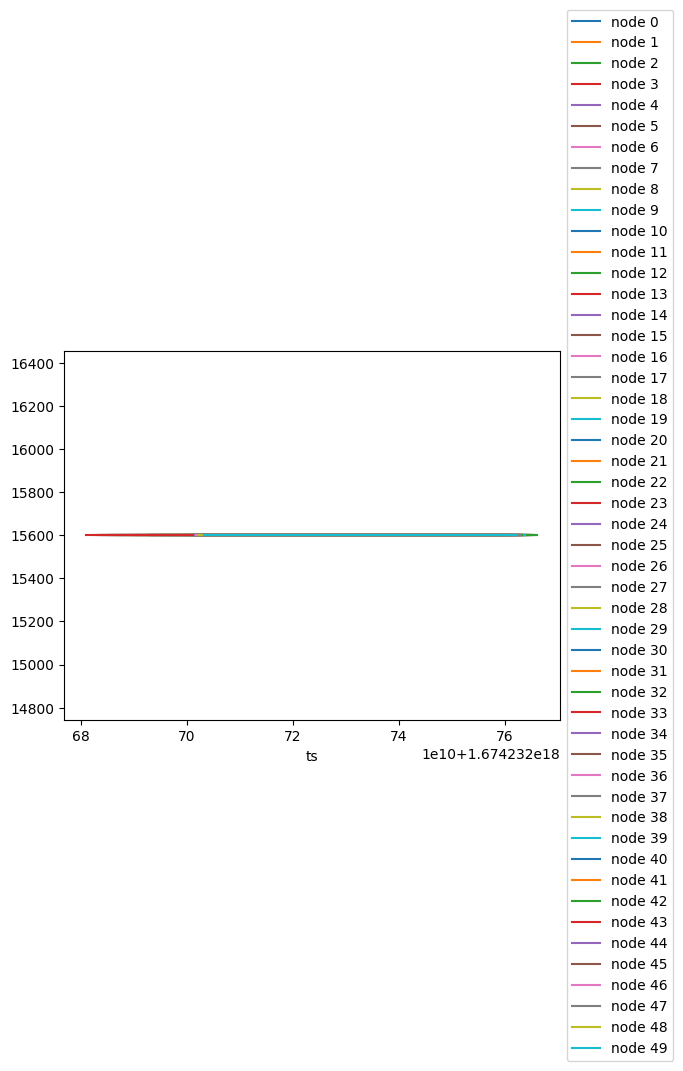 16400
16200
16000
15800
15600
15400
15200
15000
14800
68 70 72 74 76
ts
1e10+1.674232e18
node 0
node 1
node 2
node 3
node 4
node 5
node 6
node 7
node 8
node 9
node 10
node 11
node 12
node 13
node 14
node 15
node 16
node 17
node 18
node 19
node 20
node 21
node 22
node 23
node 24
node 25
node 26
node 27
node 28
node 29
node 30
node 31
node 32
node 33
node 34
node 35
node 36
node 37
node 38
node 39
node 40
node 41
node 42
node 43
node 44
node 45
node 46
node 47
node 48
node 49